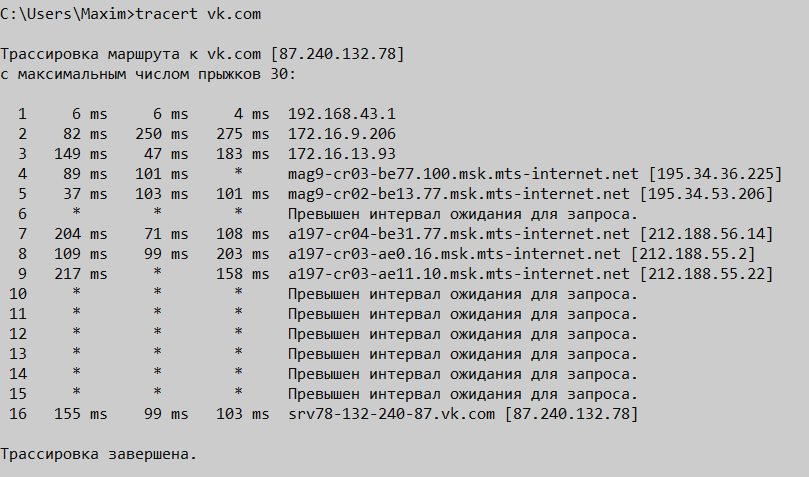 C:\Users\Maxim>tracert vk.com
Трассировка маршрута к vk.com [87.240.132.78]
с максимальным числом прыжков 30:
1 6 ms 6 ms 4 ms 192.168.43.1
2 82 ms 250 ms 275 ms 172.16.9.206
3 149 ms 47 ms 183 ms 172.16.13.93
4 89 ms 101 ms * mag9-cr03-be77.100.msk.mts-internet.net [195.34.36.225]
5 37 ms 103 ms 101 ms mag9-cr02-be13.77.msk.mts-internet.net [195.34.53.206]
6 * * * Превышен интервал ожидания для запроса.
7 204 ms 71 ms 108 ms a197-cr04-be31.77.msk.mts-internet.net [212.188.56.14]
8 109 ms 99 ms 203 ms a197-cr03-ae0.16.msk.mts-internet.net [212.188.55.2]
9 217 ms * 158 ms a197-cr03-ae11.10.msk.mts-internet.net [212.188.55.22]
10 * * * Превышен интервал ожидания для запроса.
11 * * * Превышен интервал ожидания для запроса.
12 * * * Превышен интервал ожидания для запроса.
13 * * * Превышен интервал ожидания для запроса.
14 * * * Превышен интервал ожидания для запроса.
15 * * * Превышен интервал ожидания для запроса.
16 155 ms 99 ms 103 ms srv78-132-240-87.vk.com [87.240.132.78]
Трассировка завершена.